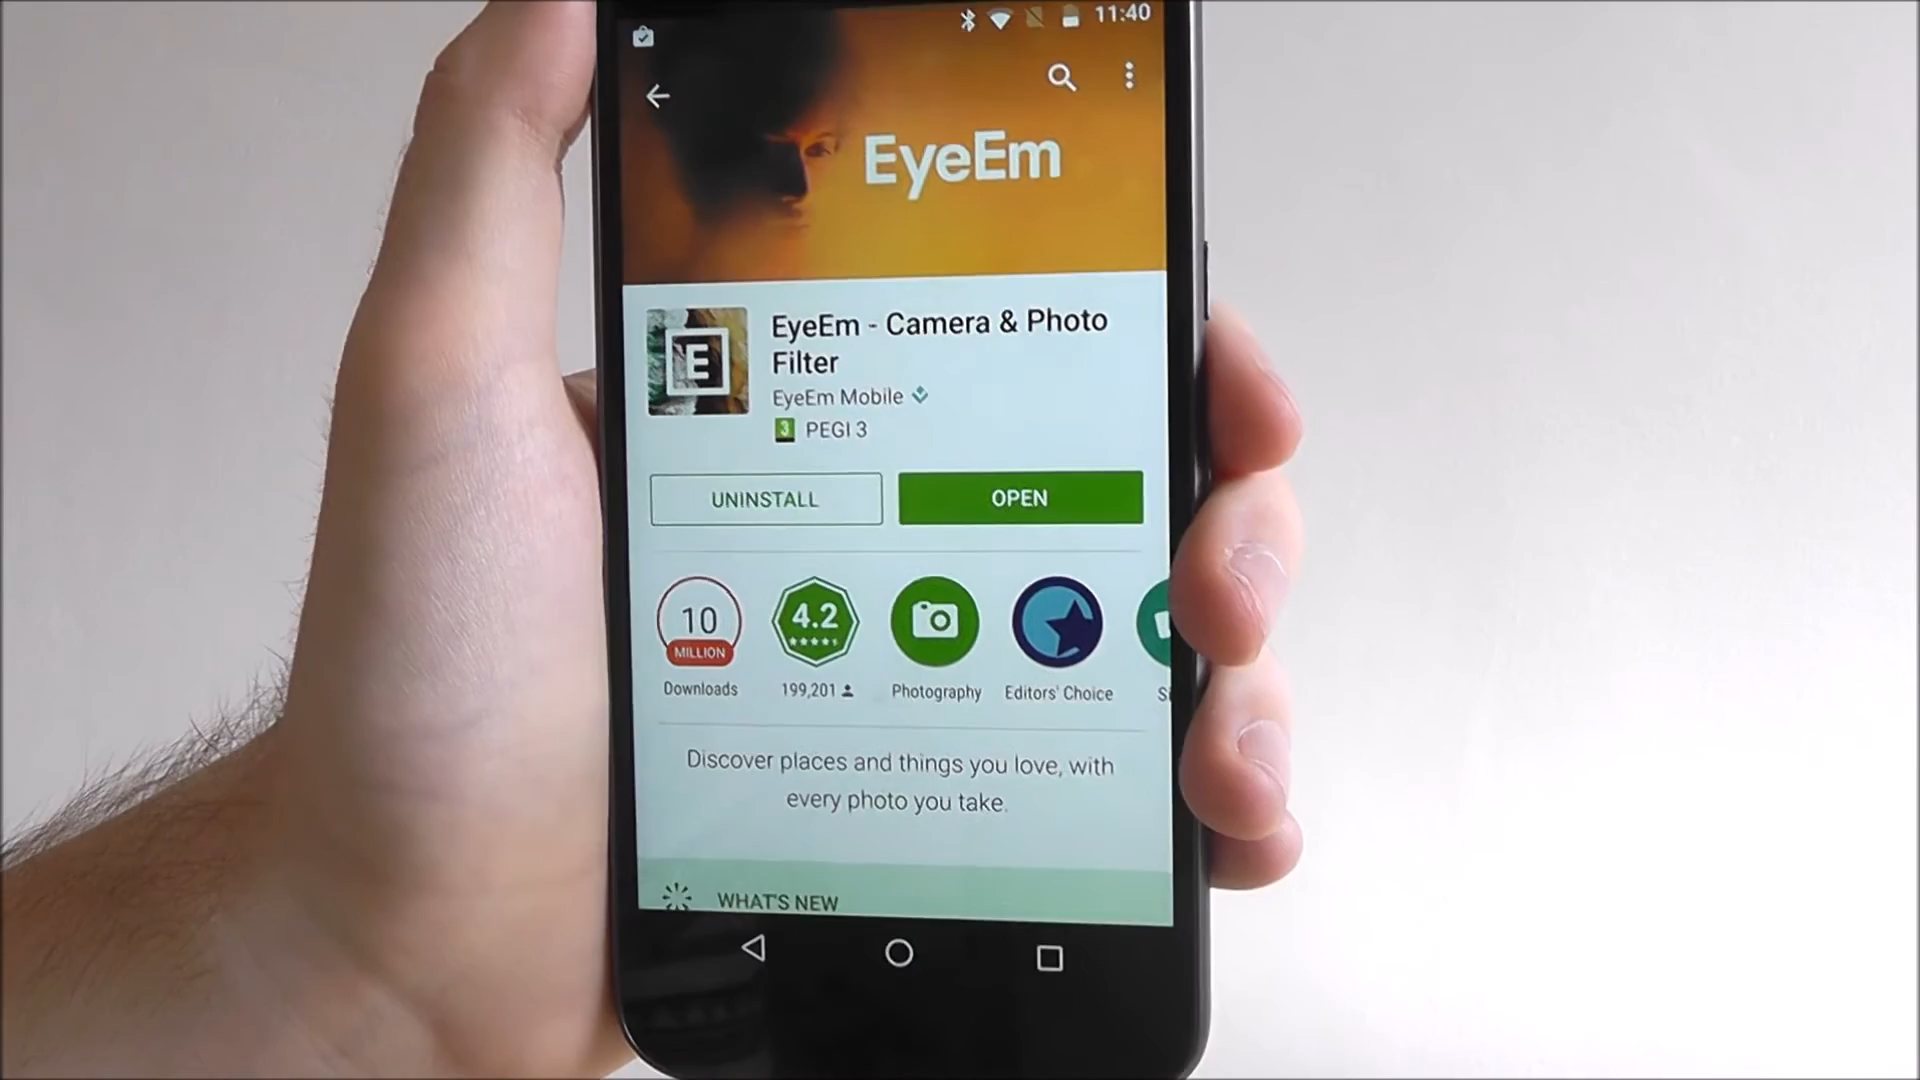 11:40
EyeEm
E
EyeEm - Camera & Photo
Filter
EyeEm Mobile
3 PEGI 3
UNINSTALL
OPEN
10
MILLION
4.2
Downloads
199,201
Photography
Editors' Choice
Discover places and things you love, with
every photo you take.
WHAT'S NEW